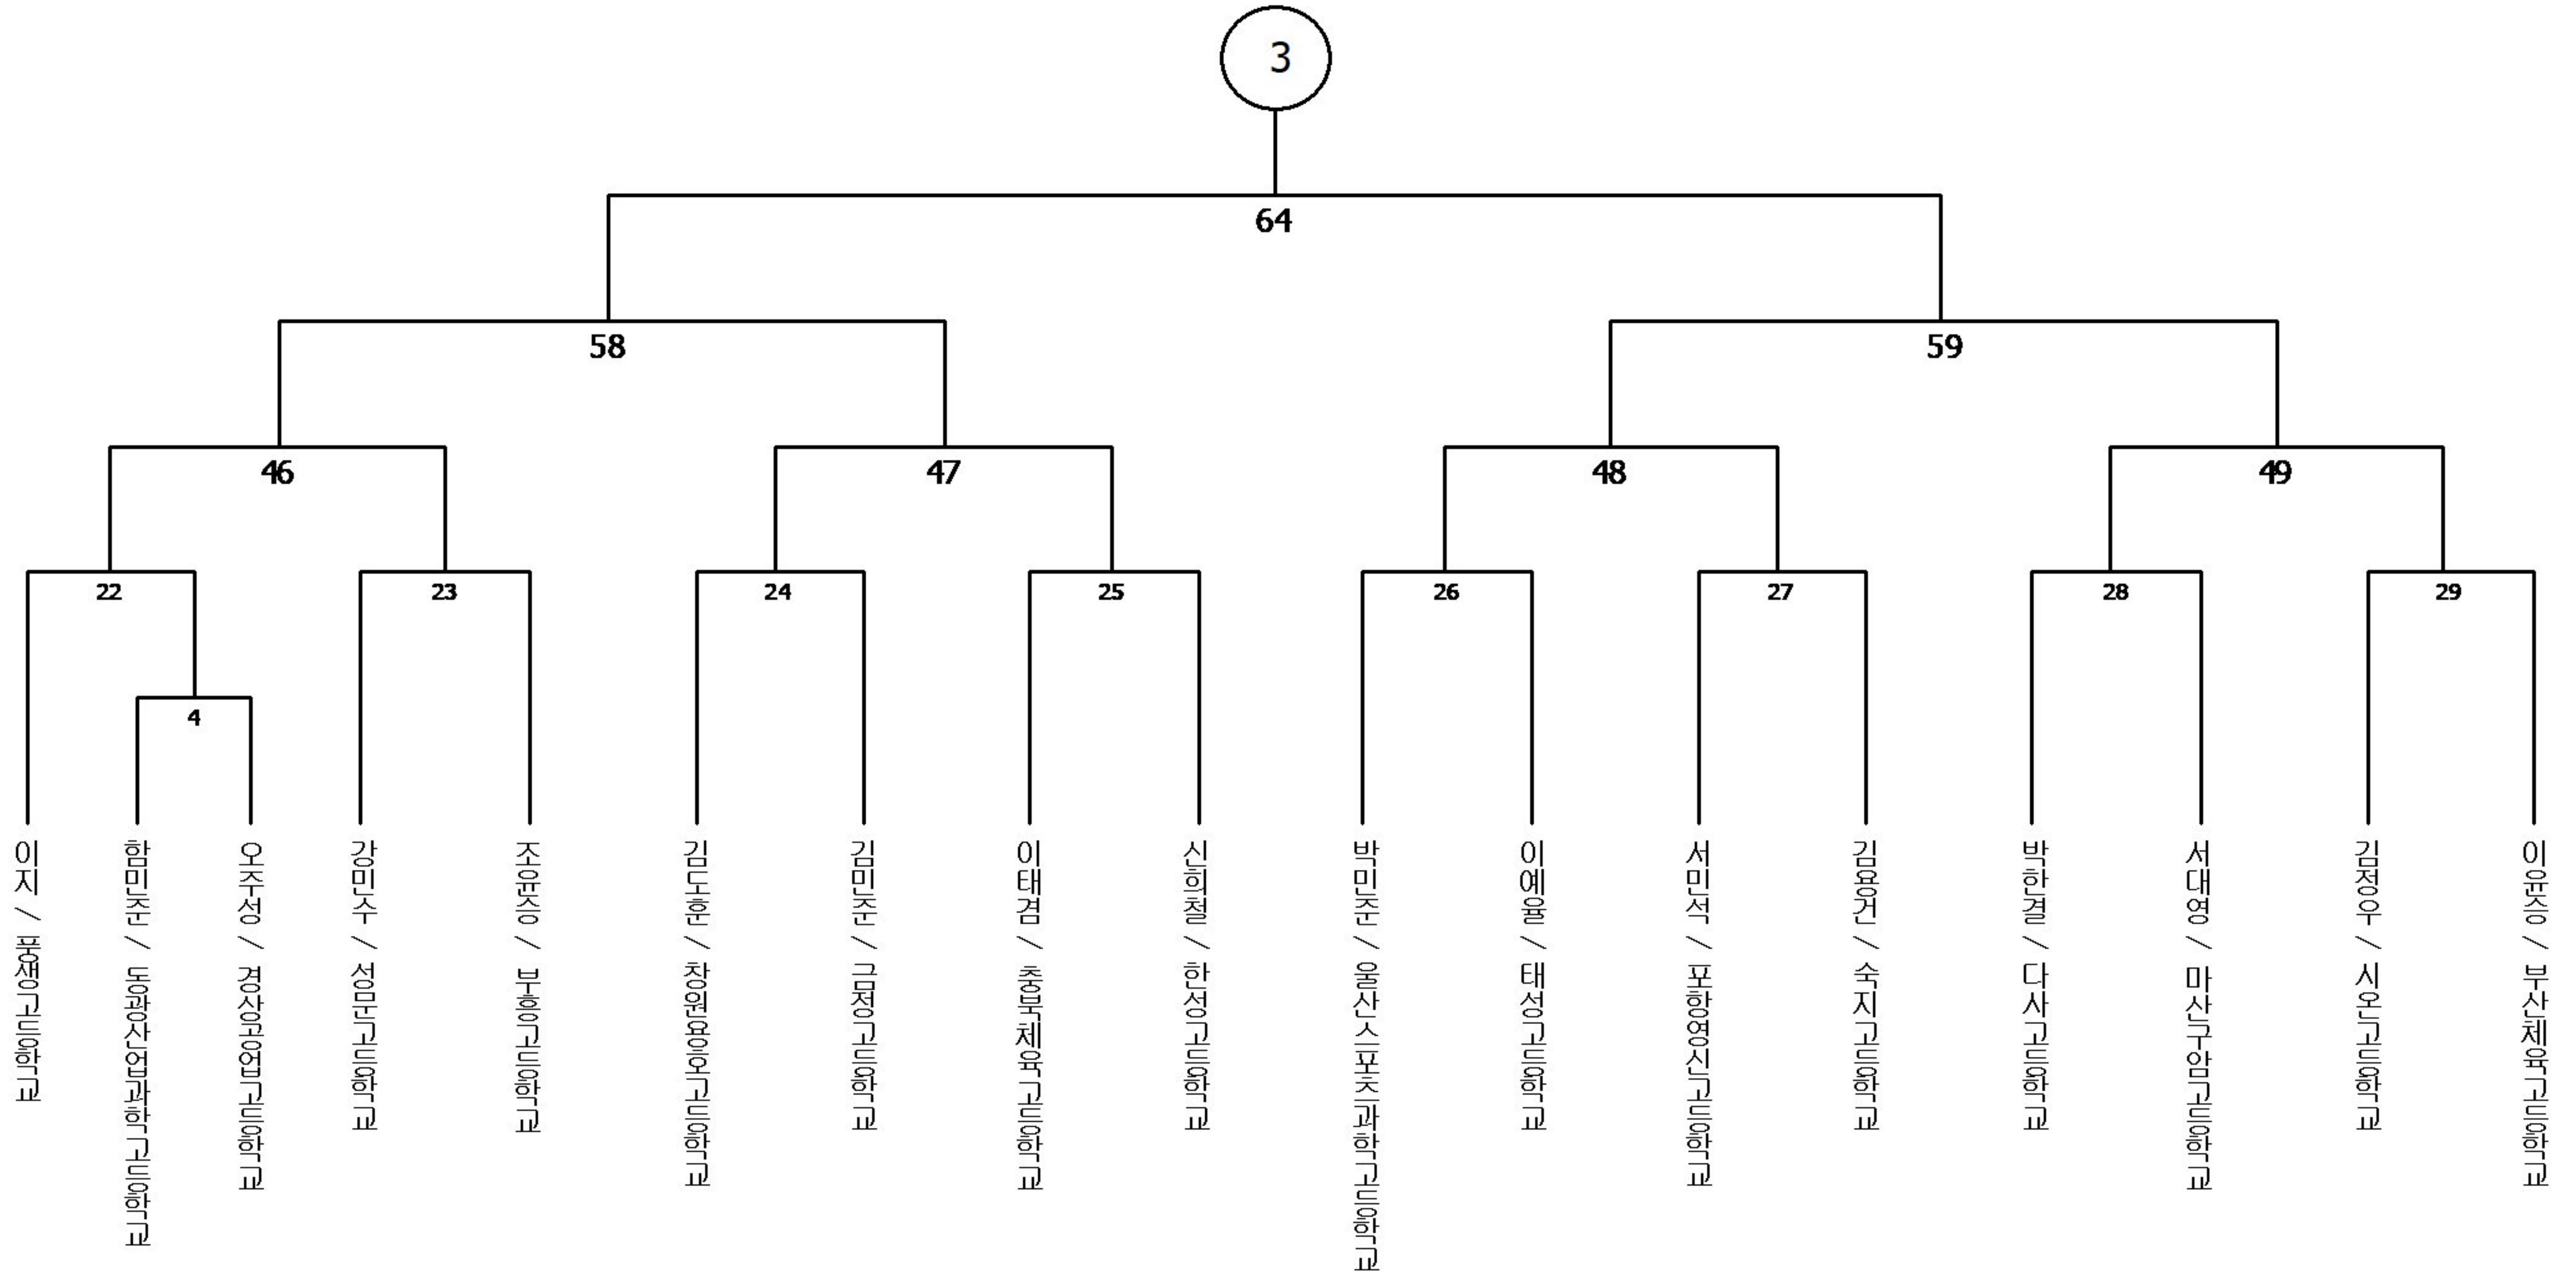 3
64
58
59
46
47
48
49
22
23
24
25
26
27
28
29
4
이지 / 풍생고등학교
함민준 / 동광산업과학고등학교
오주성 / 경상공업고등학교
강민수 / 성문고등학교
조윤승 / 부흥고등학교
김도훈 / 창원용호고등학교
김민준 / 금정고등학교
이태겸 / 충북체육고등학교
신희철 / 한성고등학교
박민준 / 울산스포츠과학고등학교
이예율 / 태성고등학교
서민석 / 포항영신고등학교
김용건 / 숙지고등학교
박한결 / 다사고등학교
서대영 / 마산구암고등학교
김정우 / 시온고등학교
이윤승 / 부산체육고등학교